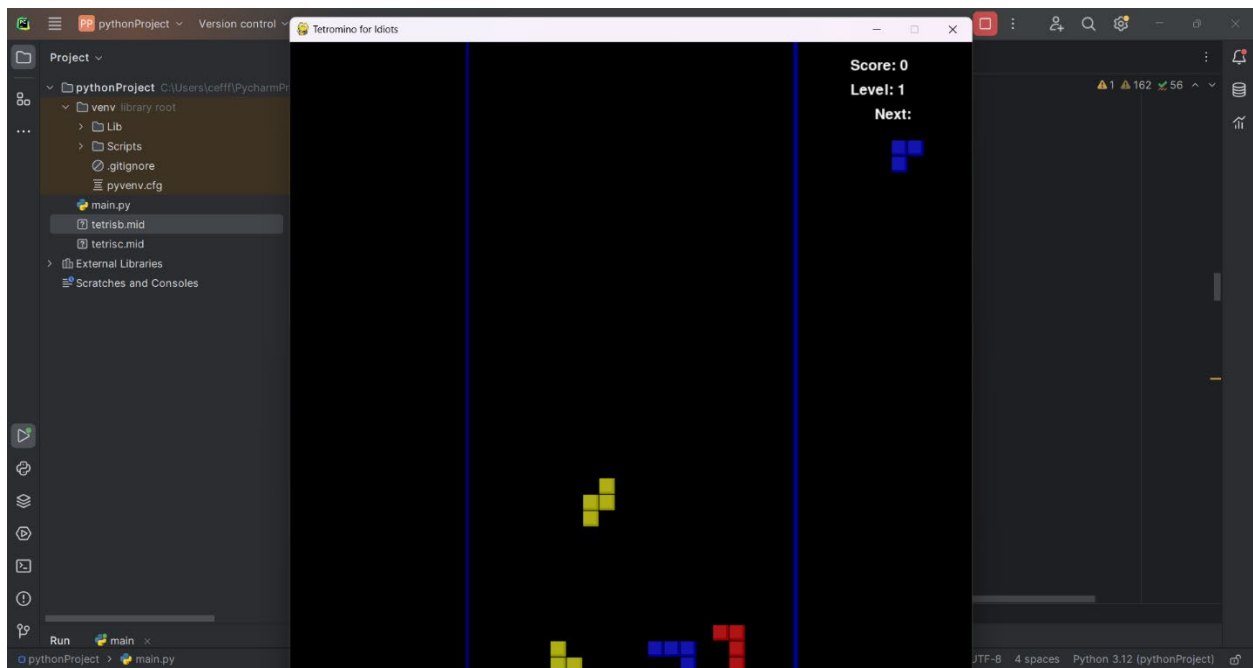 PP pythonProject Version control
Tetromino for Idiots
Project
Score: 0
Level: 1
Next:
1 162 56
pythonProject C:\Users\cefff\PycharmPr
venv library root
Lib
Scripts
.gitignore
pyvenv.cfg
main.py
tetrisb.mid
tetrisc.mid
External Libraries
Scratches and Consoles
Run main
pythonProject > main.py
UTF-8 4 spaces Python 3.12 (pythonProject)